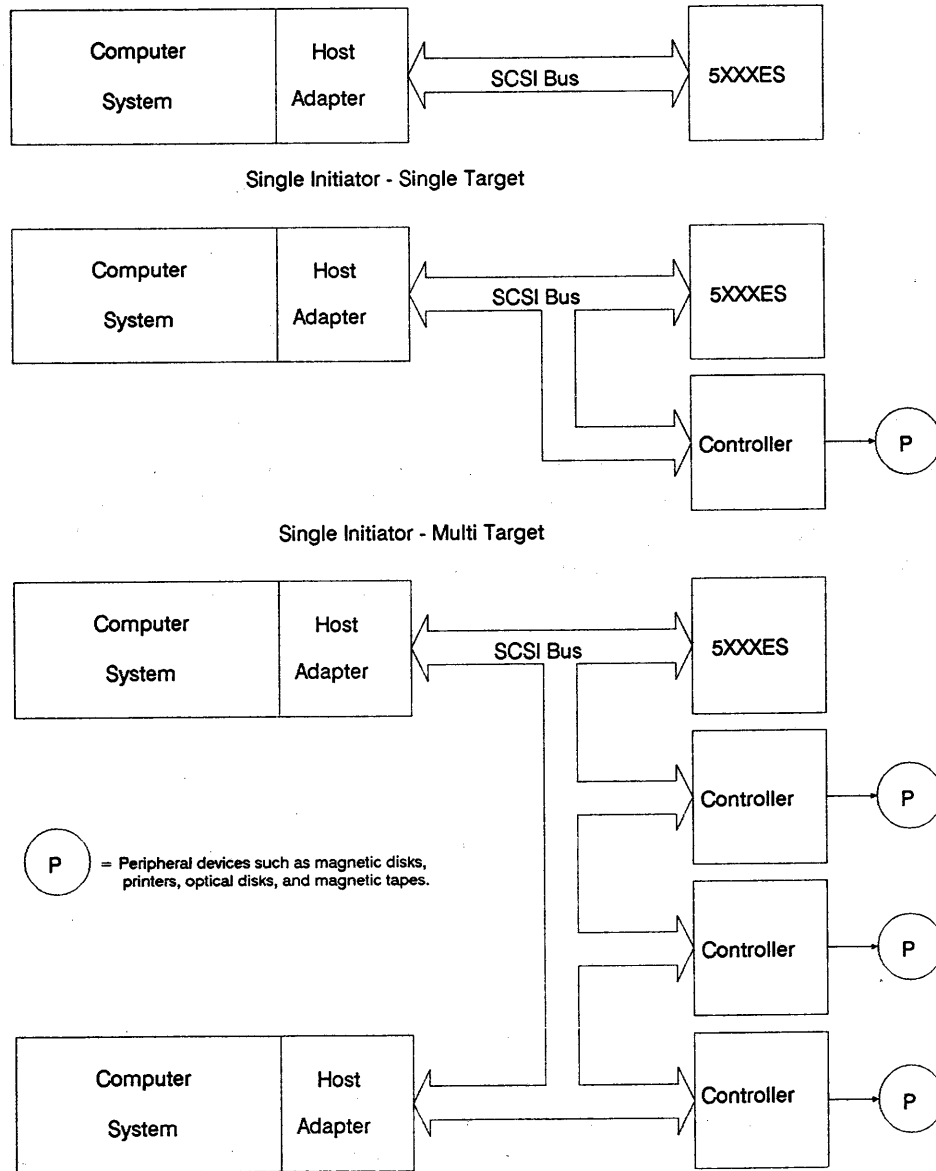 Computer
System
Host
Adapter
SCSI Bus
5XXXES
Single Initiator - Single Target
Computer
System
Host
Adapter
SCSI Bus
5XXXES
Controller
P
Single Initiator - Multi Target
Computer
System
Host
Adapter
SCSI Bus
5XXXES
Controller
P
P
= Peripheral devices such as magnetic disks,
printers, optical disks, and magnetic tapes.
Controller
P
Computer
System
Host
Adapter
Controller
P